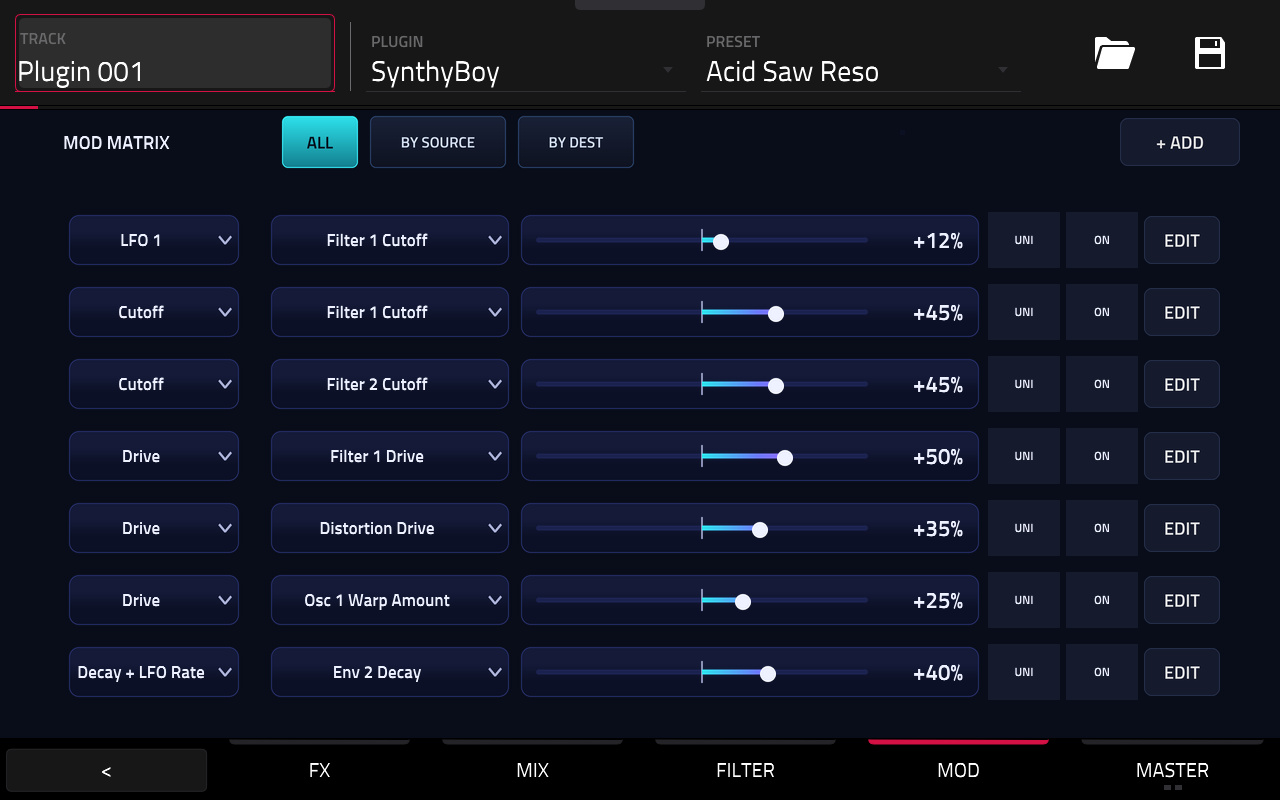 TRACK
Plugin 001
PLUGIN
SynthyBoy
PRESET
Acid Saw Reso
MOD MATRIX
ALL
BY SOURCE
BY DEST
+ ADD
LFO 1 Filter 1 Cutoff +12% UNI ON EDIT
Cutoff Filter 1 Cutoff +45% UNI ON EDIT
Cutoff Filter 2 Cutoff +45% UNI ON EDIT
Drive Filter 1 Drive +50% UNI ON EDIT
Drive Distortion Drive +35% UNI ON EDIT
Drive Osc 1 Warp Amount +25% UNI ON EDIT
Decay + LFO Rate Env 2 Decay +40% UNI ON EDIT
< FX MIX FILTER MOD MASTER